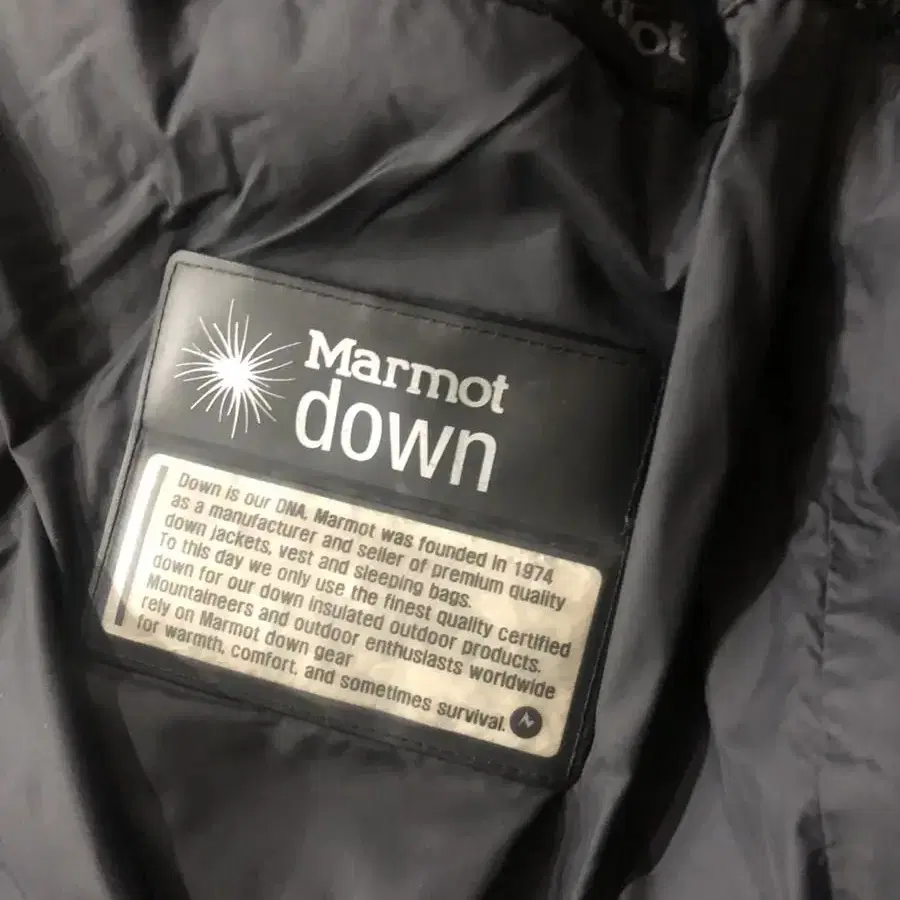 Marmot
down
Down is our DNA. Marmot was founded in 1974
as a manufacturer and seller of premium quality
down jackets, vest and sleeping bags.
To this day we only use the finest quality certified
down for our down insulated outdoor products.
Mountaineers and outdoor enthusiasts worldwide
rely on Marmot down gear
for warmth, comfort, and sometimes survival.